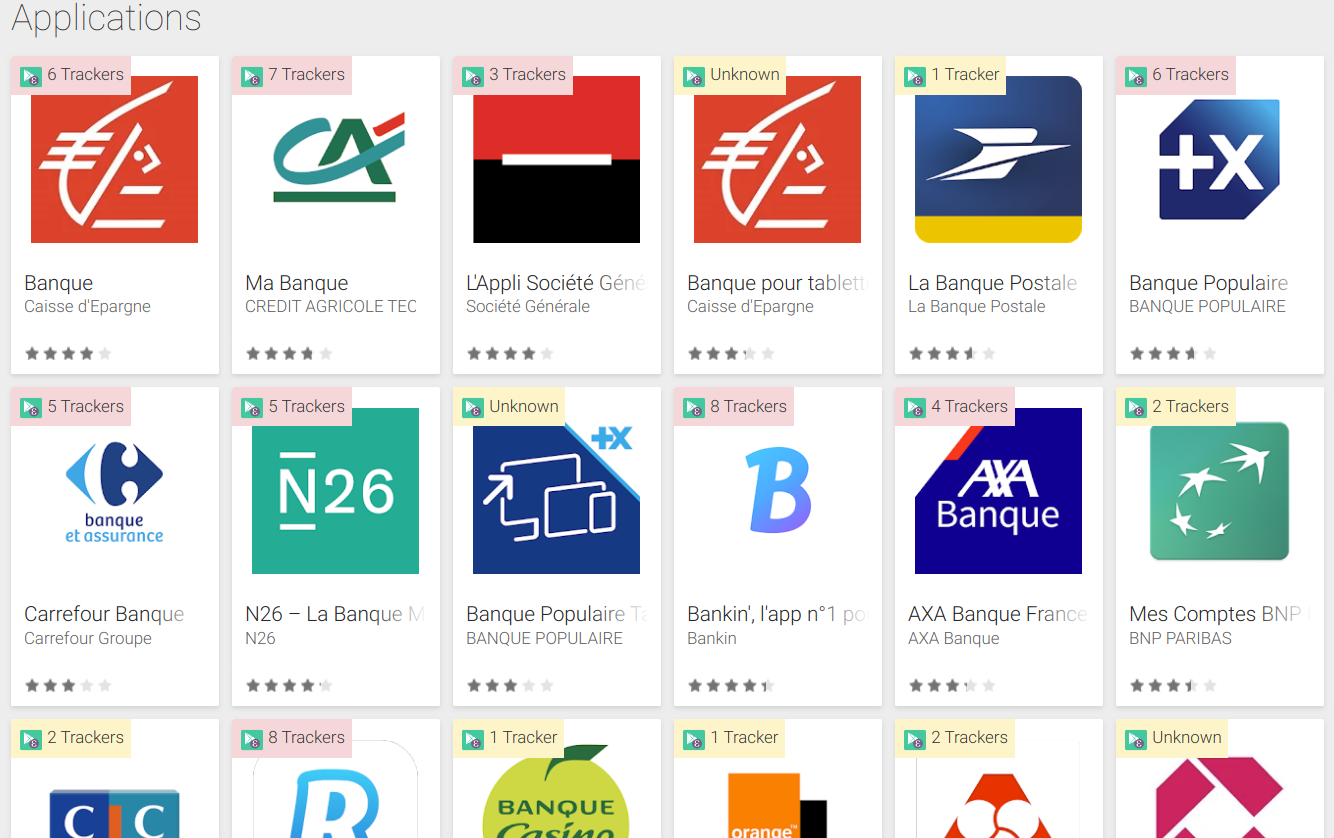 Applications
6 Trackers
7 Trackers
3 Trackers
Unknown
1 Tracker
6 Trackers
CA
+X
Banque
Ma Banque
L'Appli Société Géné
Banque pour tablett
La Banque Postale
Banque Populaire
Caisse d'Epargne
CREDIT AGRICOLE TEC
Société Générale
Caisse d'Epargne
La Banque Postale
BANQUE POPULAIRE
5 Trackers
5 Trackers
Unknown
8 Trackers
4 Trackers
2 Trackers
banque
et assurance
N26
+X
B
AXA
Banque
Carrefour Banque
N26 – La Banque M
Banque Populaire Ta
Bankin', l'app n°1 po
AXA Banque France
Mes Comptes BNP
Carrefour Groupe
N26
BANQUE POPULAIRE
Bankin
AXA Banque
BNP PARIBAS
2 Trackers
8 Trackers
1 Tracker
1 Tracker
2 Trackers
Unknown
C C
R
BANQUE
Casino
orange™